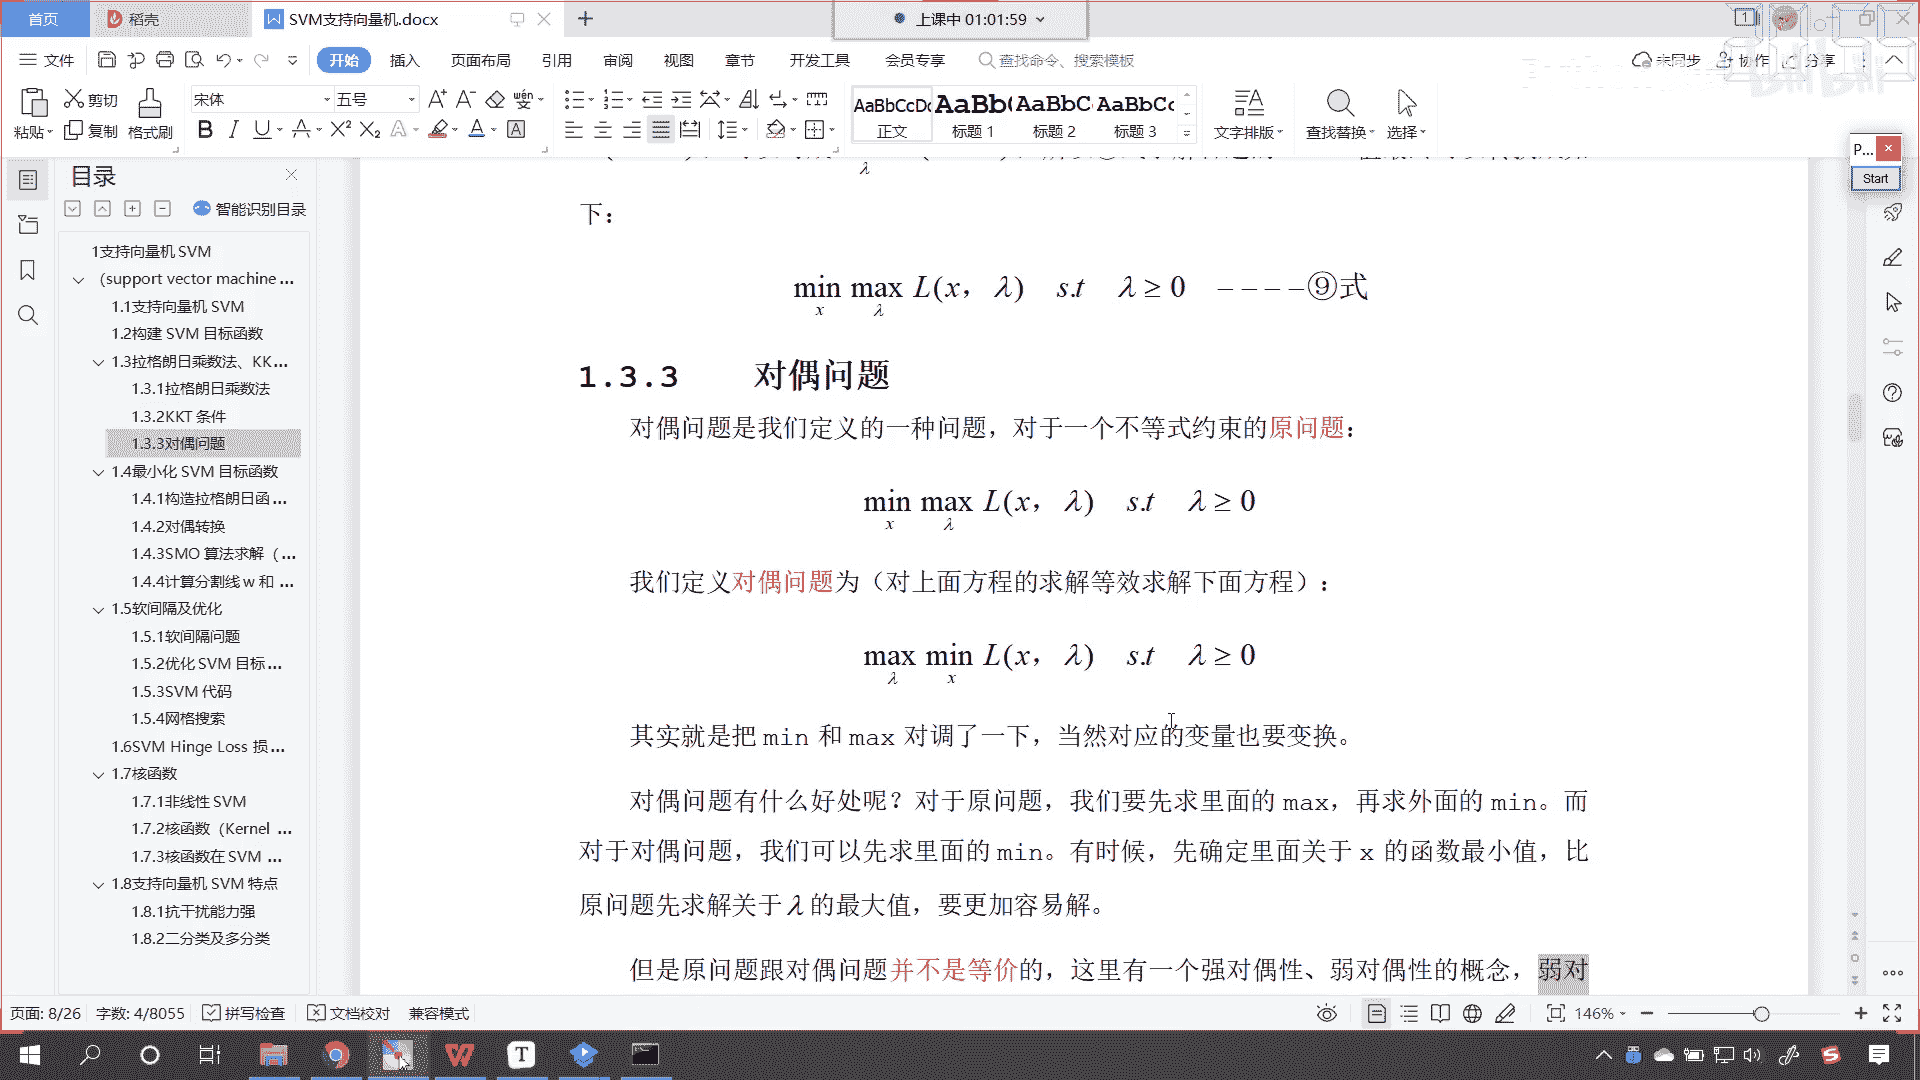 首页
稻壳
SVM支持向量机.docx
上课中 01:01:59
文件
开始
插入
页面布局
引用
审阅
视图
章节
开发工具
会员专享
查找命令、搜索模板
未同步
协作
分享
粘贴
剪切
复制
格式刷
宋体
五号
AaBbCcDd
正文
AaBb(
标题 1
AaBbC
标题 2
AaBbCc
标题 3
文字排版
查找替换
选择
P...
Start
目录
智能识别目录
1支持向量机 SVM
（support vector machine ...
1.1支持向量机 SVM
1.2构建 SVM 目标函数
1.3拉格朗日乘数法、KK...
1.3.1拉格朗日乘数法
1.3.2KKT 条件
1.3.3对偶问题
1.4最小化 SVM 目标函数
1.4.1构造拉格朗日函 ...
1.4.2对偶转换
1.4.3SMO 算法求解（ ...
1.4.4计算分割线 w 和 ...
1.5软间隔及优化
1.5.1软间隔问题
1.5.2优化 SVM 目标...
1.5.3SVM 代码
1.5.4网格搜索
1.6SVM Hinge Loss 损...
1.7核函数
1.7.1非线性 SVM
1.7.2核函数（Kernel ...
1.7.3核函数在 SVM ...
1.8支持向量机 SVM 特点
1.8.1抗干扰能力强
1.8.2二分类及多分类
λ
下：
min max L(x，λ) s.t λ ≥ 0 ----⑨式
x λ
1.3.3 对偶问题
对偶问题是我们定义的一种问题，对于一个不等式约束的原问题：
min max L(x，λ) s.t λ ≥ 0
x λ
我们定义对偶问题为（对上面方程的求解等效求解下面方程）：
max min L(x，λ) s.t λ ≥ 0
λ x
其实就是把 min 和 max 对调了一下，当然对应的变量也要变换。
对偶问题有什么好处呢？对于原问题，我们要先求里面的 max，再求外面的 min。而
对于对偶问题，我们可以先求里面的 min。有时候，先确定里面关于 x 的函数最小值，比
原问题先求解关于 λ 的最大值，要更加容易解。
但是原问题跟对偶问题并不是等价的，这里有一个强对偶性、弱对偶性的概念，弱对
页面: 8/26
字数: 4/8055
拼写检查
文档校对
兼容模式
146%